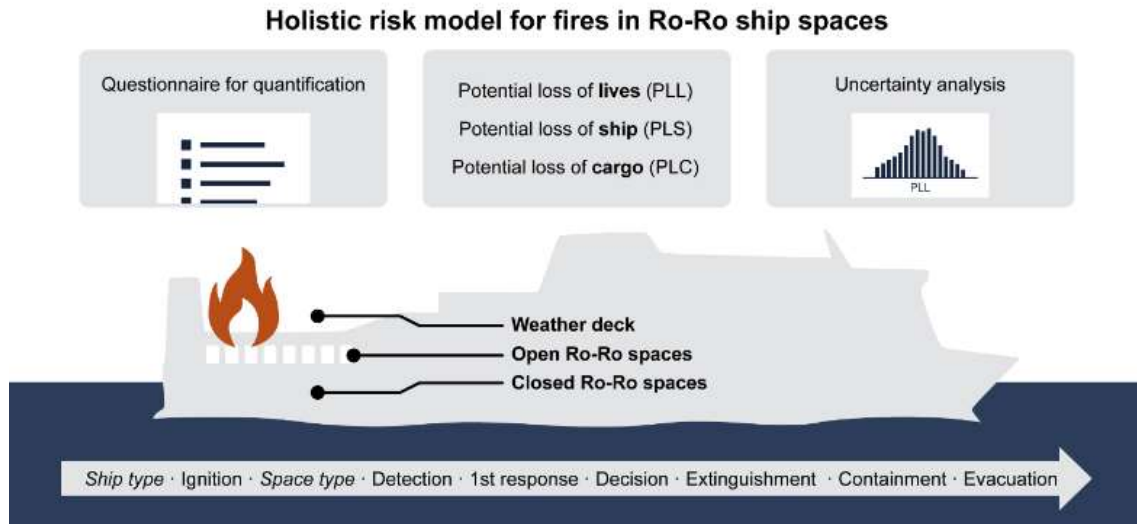 Holistic risk model for fires in Ro-Ro ship spaces
Questionnaire for quantification
Potential loss of lives (PLL)
Potential loss of ship (PLS)
Potential loss of cargo (PLC)
Uncertainty analysis
PLL
Weather deck
Open Ro-Ro spaces
Closed Ro-Ro spaces
Ship type · Ignition · Space type · Detection · 1st response · Decision · Extinguishment · Containment · Evacuation